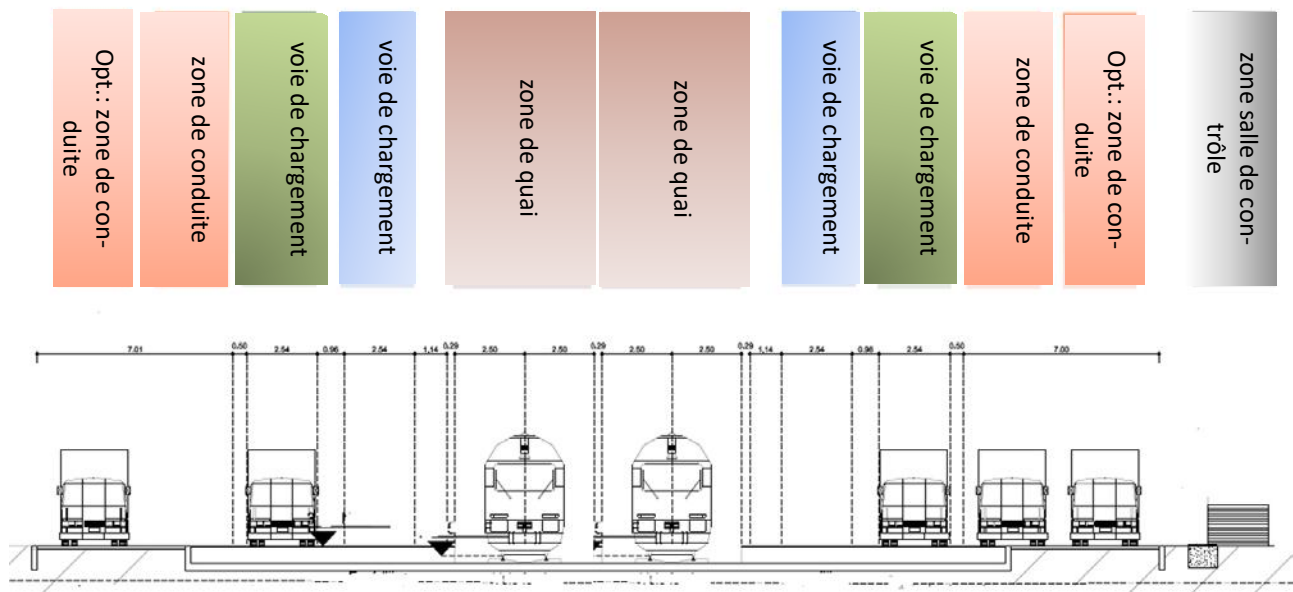 Opt.: zone de con-
duite
zone de conduite
voie de chargement
voie de chargement
zone de quai
zone de quai
voie de chargement
voie de chargement
zone de conduite
Opt.: zone de con-
duite
zone salle de con-
trôle
7.01 0.50 2.54 0.96 2.54 1,14 0.29 2.50 2.50 0.29 2.50 2.50 0.29 1,14 2.54 0.96 2.54 0.50 7.00